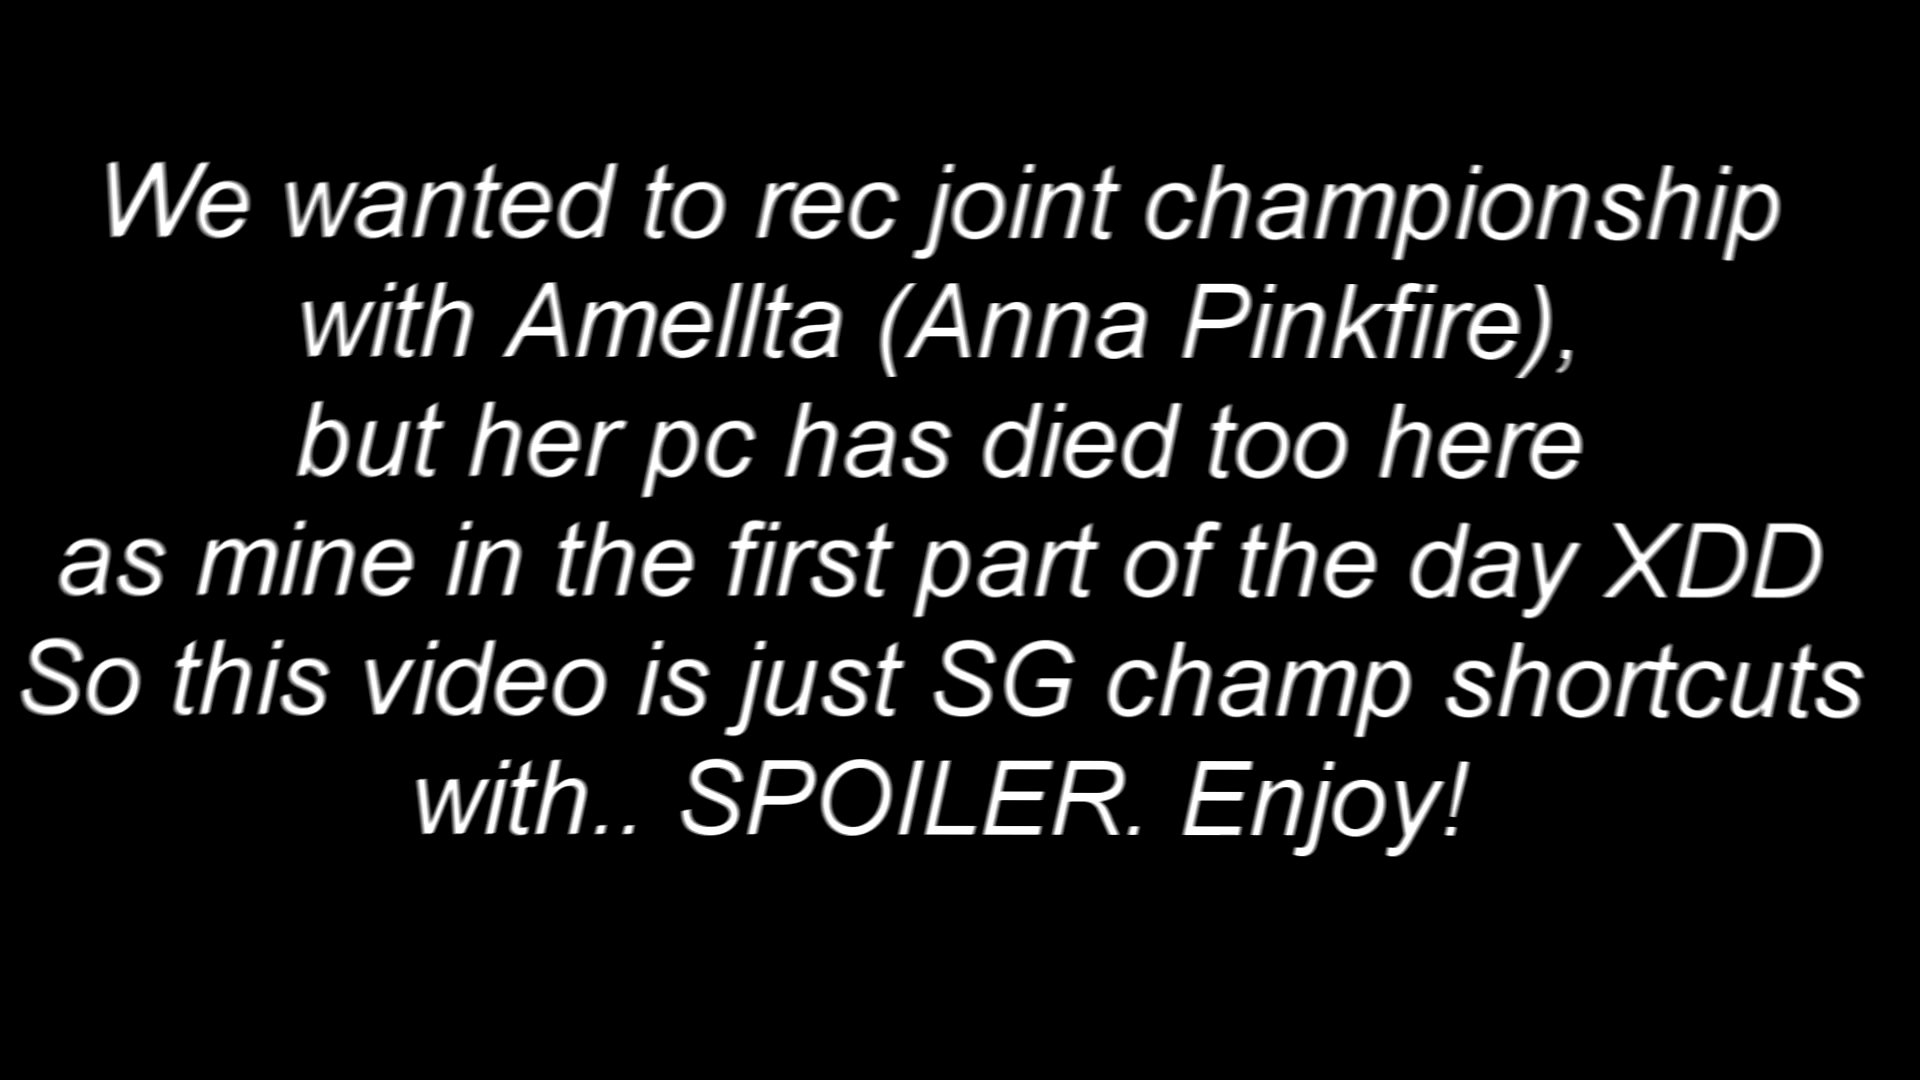 We wanted to rec joint championship
with Amellta (Anna Pinkfire),
but her pc has died too here
as mine in the first part of the day XDD
So this video is just SG champ shortcuts
with.. SPOILER. Enjoy!